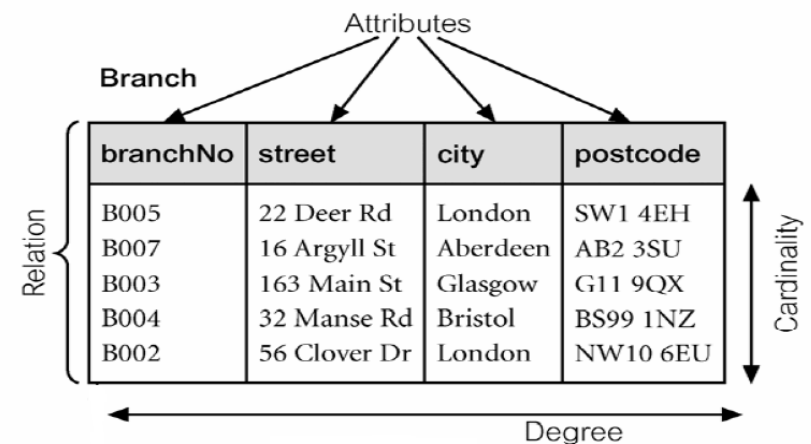 Attributes
Branch
branchNo street city postcode
B005 22 Deer Rd London SW1 4EH
B007 16 Argyll St Aberdeen AB2 3SU
B003 163 Main St Glasgow G11 9QX
B004 32 Manse Rd Bristol BS99 1NZ
B002 56 Clover Dr London NW10 6EU
Relation
Cardinality
Degree